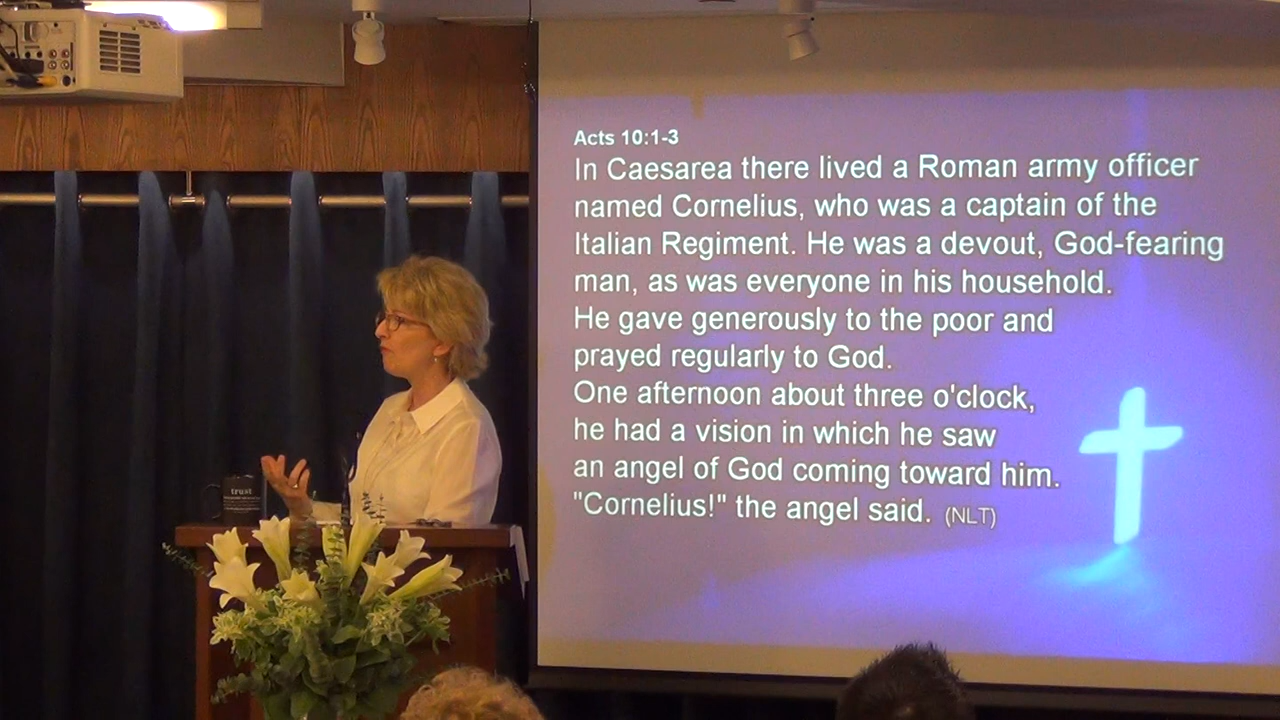 Acts 10:1-3
In Caesarea there lived a Roman army officer
named Cornelius, who was a captain of the
Italian Regiment. He was a devout, God-fearing
man, as was everyone in his household.
He gave generously to the poor and
prayed regularly to God.
One afternoon about three o'clock,
he had a vision in which he saw
an angel of God coming toward him.
"Cornelius!" the angel said. (NLT)
trust